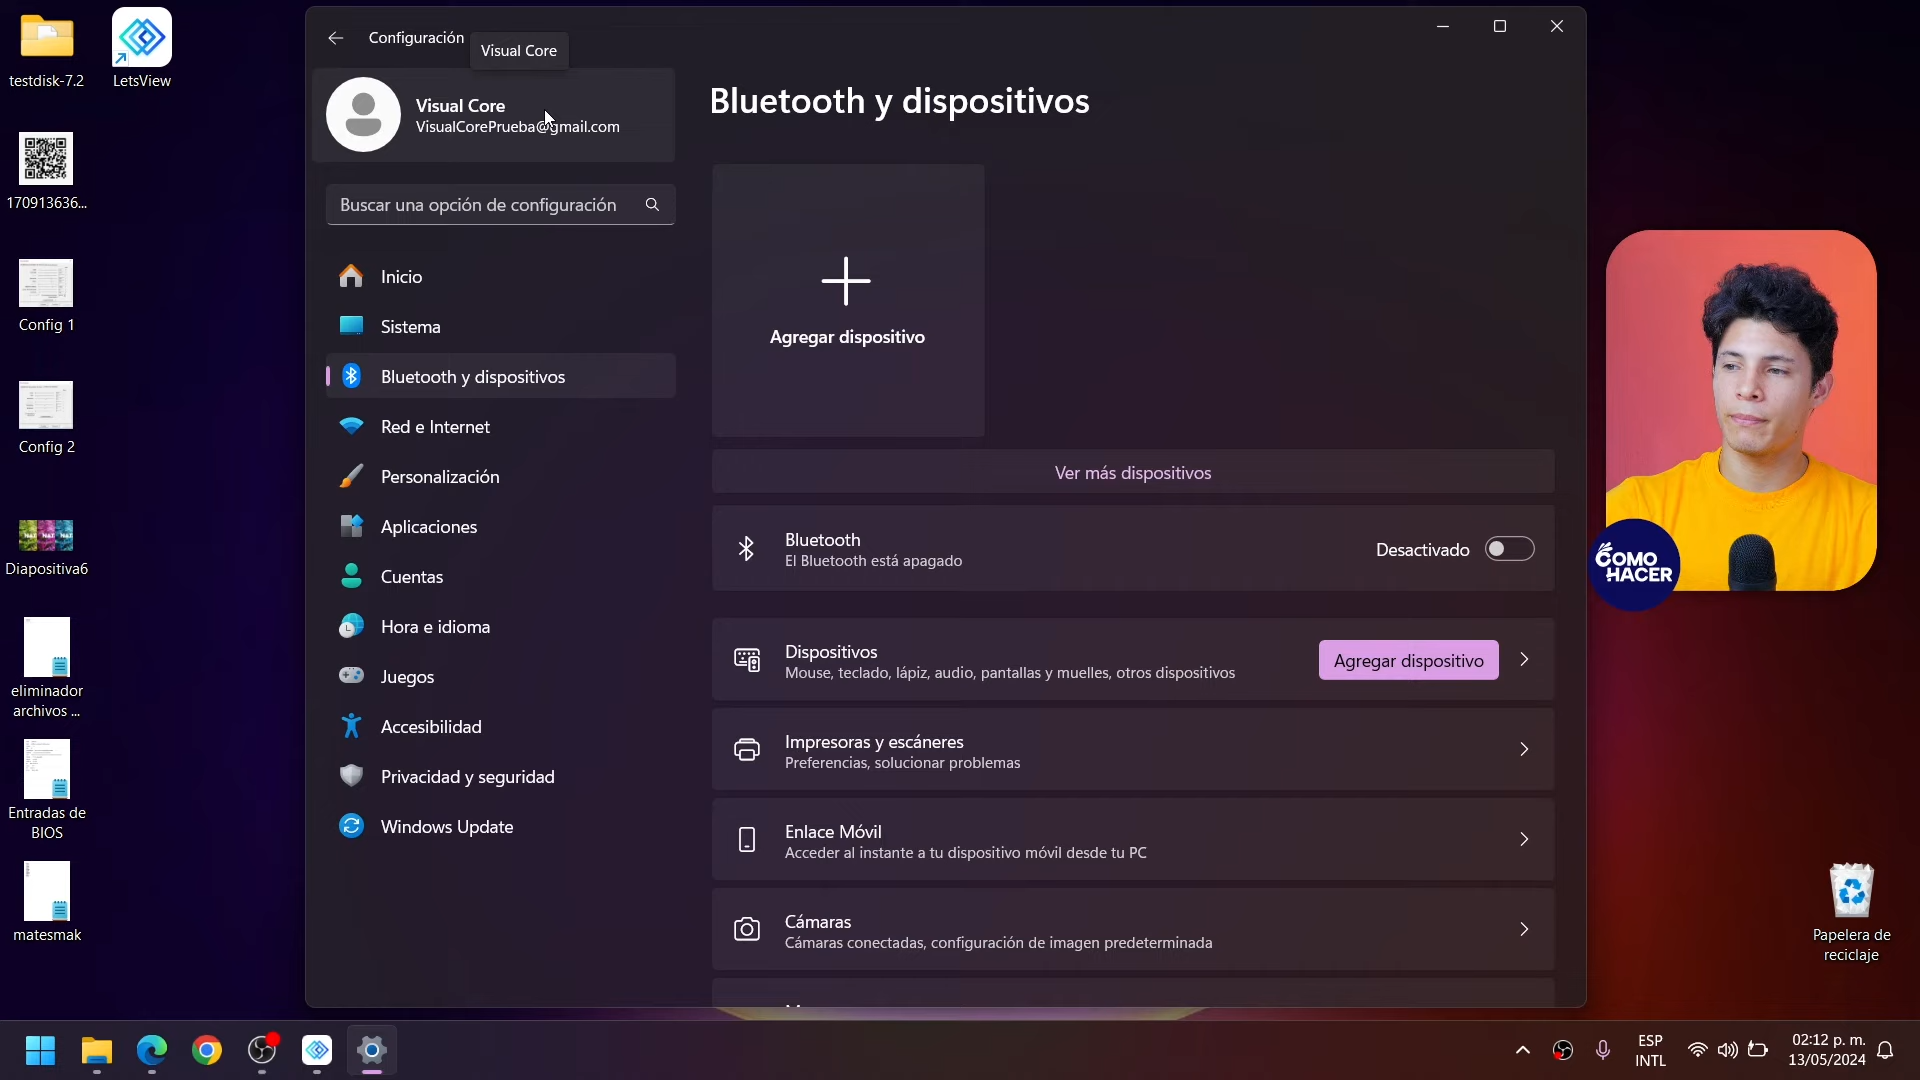 testdisk-7.2
LetsView
170913636...
Config 1
Config 2
Diapositiva6
eliminador
archivos ...
Entradas de
BIOS
matesmak
Configuración
Visual Core
Visual Core
VisualCorePrueba@gmail.com
Buscar una opción de configuración
Inicio
Sistema
Bluetooth y dispositivos
Red e Internet
Personalización
Aplicaciones
Cuentas
Hora e idioma
Juegos
Accesibilidad
Privacidad y seguridad
Windows Update
Bluetooth y dispositivos
Agregar dispositivo
Ver más dispositivos
Bluetooth
El Bluetooth está apagado
Desactivado
Dispositivos
Mouse, teclado, lápiz, audio, pantallas y muelles, otros dispositivos
Agregar dispositivo
Impresoras y escáneres
Preferencias, solucionar problemas
Enlace Móvil
Acceder al instante a tu dispositivo móvil desde tu PC
Cámaras
Cámaras conectadas, configuración de imagen predeterminada
COMO
HACER
Papelera de
reciclaje
ESP
INTL
02:12 p. m.
13/05/2024